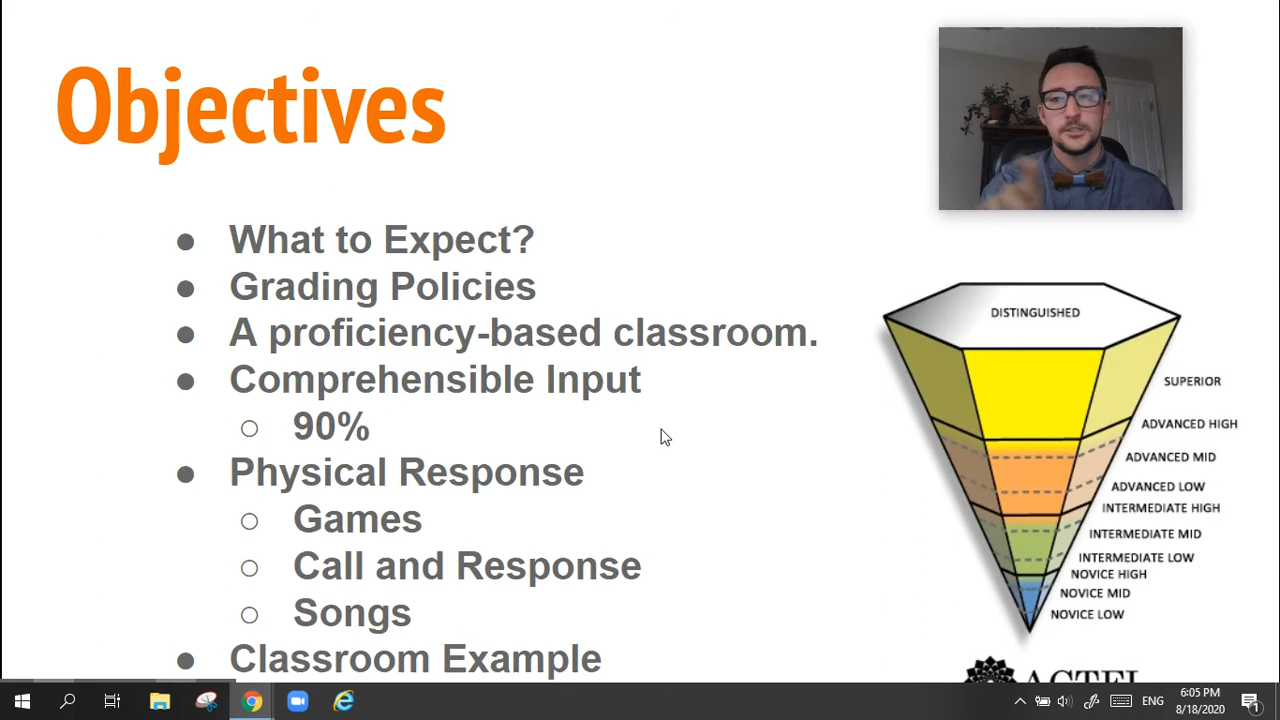 Objectives
● What to Expect?
● Grading Policies
● A proficiency-based classroom.
● Comprehensible Input
○ 90%
● Physical Response
○ Games
○ Call and Response
○ Songs
● Classroom Example
DISTINGUISHED
SUPERIOR
ADVANCED HIGH
ADVANCED MID
ADVANCED LOW
INTERMEDIATE HIGH
INTERMEDIATE MID
INTERMEDIATE LOW
NOVICE HIGH
NOVICE MID
NOVICE LOW
ENG
6:05 PM
8/18/2020
1